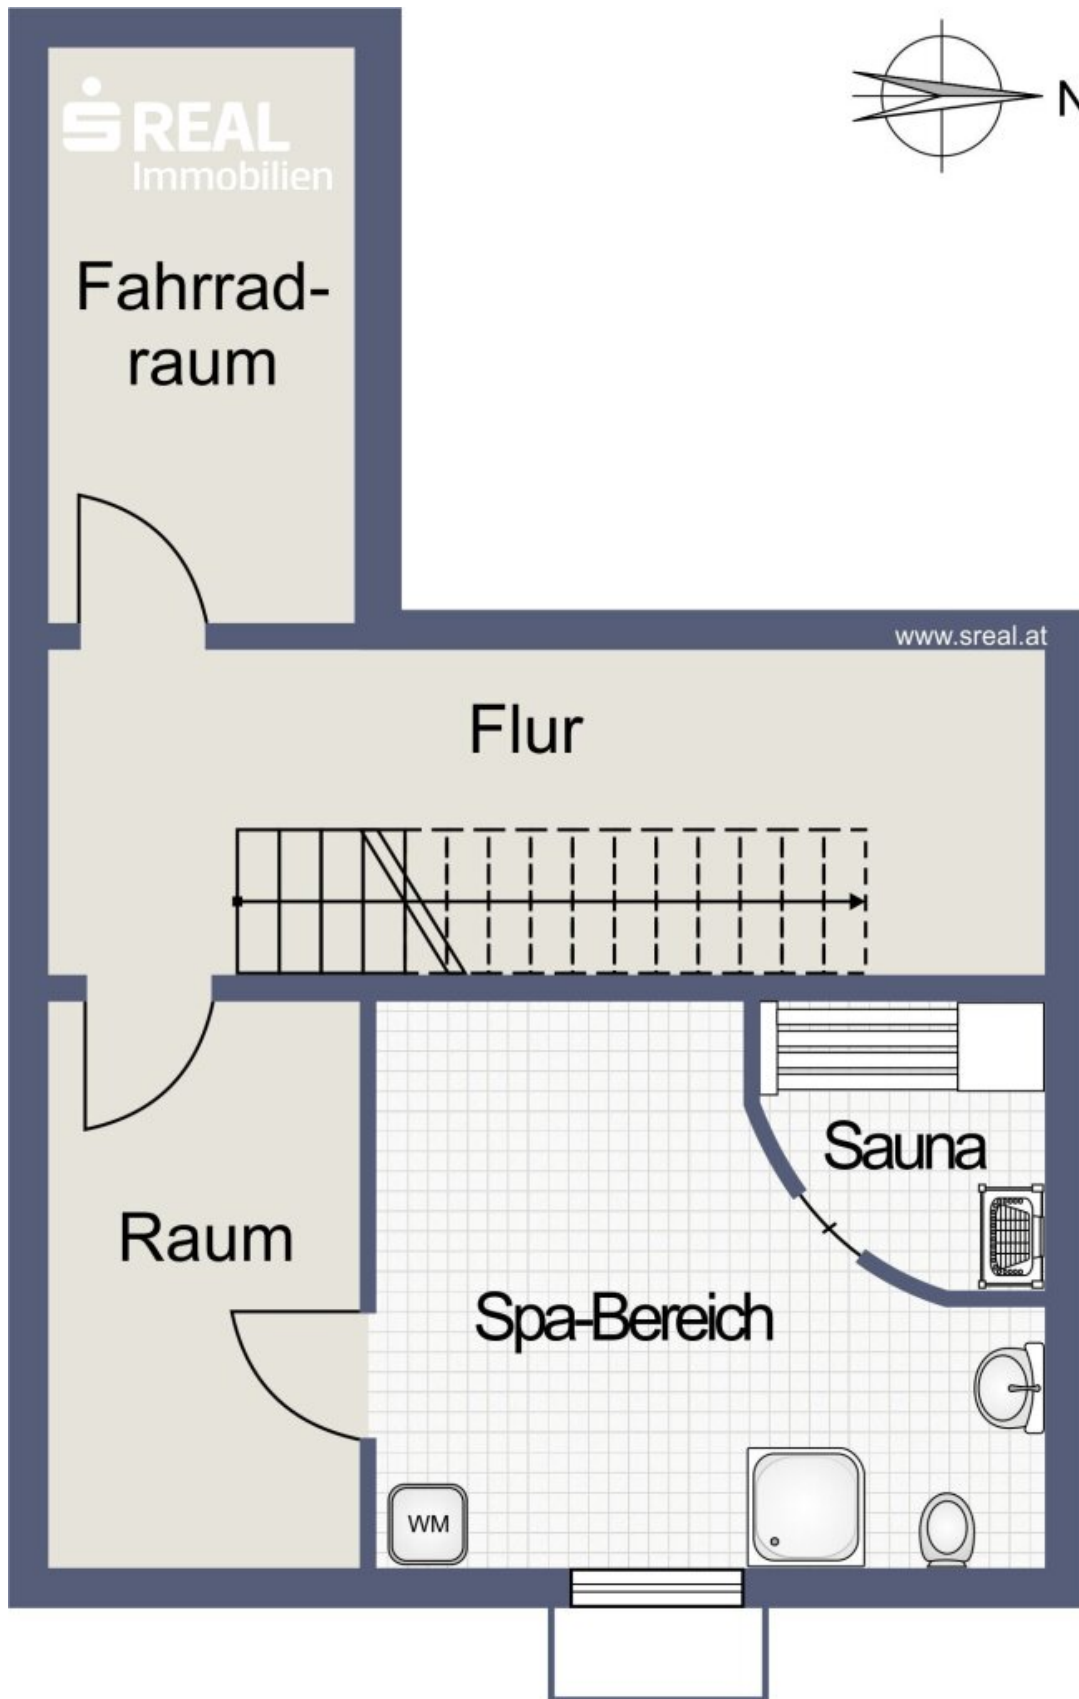 N
S REAL
Immobilien
Fahrrad-
raum
www.sreal.at
Flur
Sauna
Raum
Spa-Bereich
WM